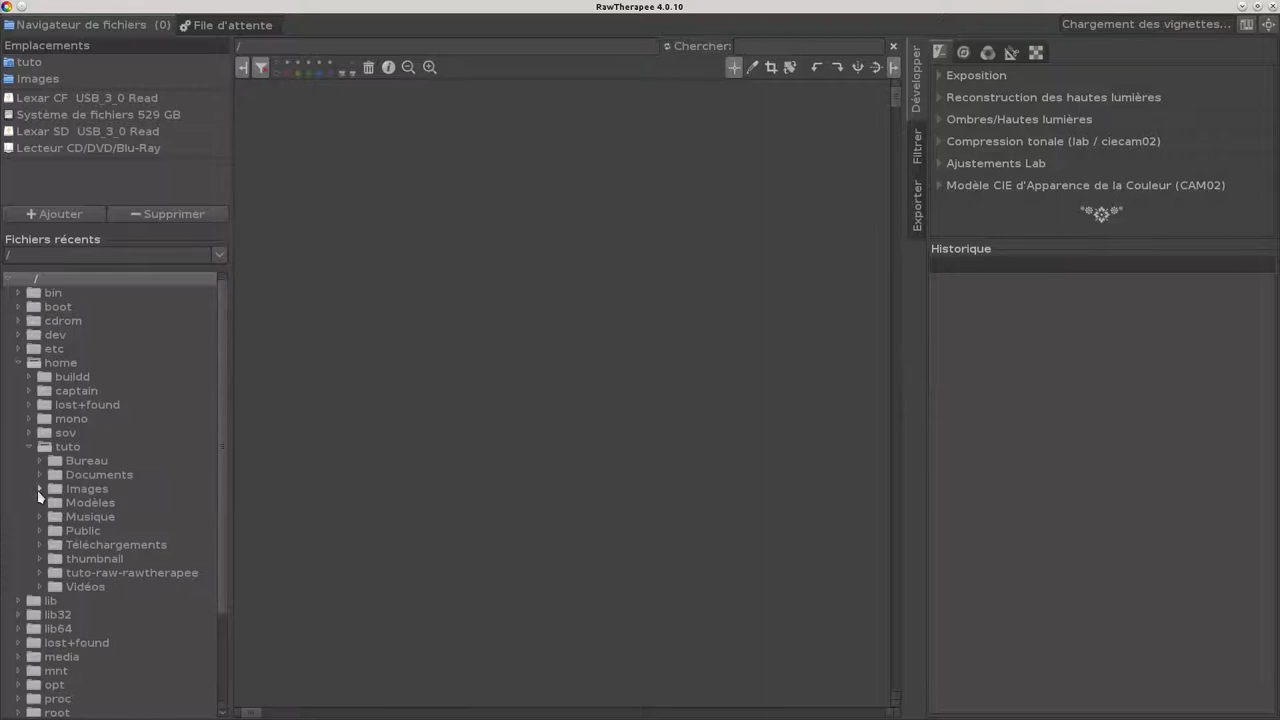 RawTherapee 4.0.10
Navigateur de fichiers (0)
File d'attente
Chargement des vignettes...
Emplacements
tuto
Images
Lexar CF USB_3_0 Read
Système de fichiers 529 GB
Lexar SD USB_3_0 Read
Lecteur CD/DVD/Blu-Ray
Ajouter
Supprimer
Fichiers récents
/
/
bin
boot
cdrom
dev
etc
home
buildd
captain
lost+found
mono
sov
tuto
Bureau
Documents
Images
Modèles
Musique
Public
Téléchargements
thumbnail
tuto-raw-rawtherapee
Vidéos
lib
lib32
lib64
lost+found
media
mnt
opt
proc
root
/
Chercher:
Développer
Filtrer
Exporter
Exposition
Reconstruction des hautes lumières
Ombres/Hautes lumières
Compression tonale (lab / ciecam02)
Ajustements Lab
Modèle CIE d'Apparence de la Couleur (CAM02)
Historique